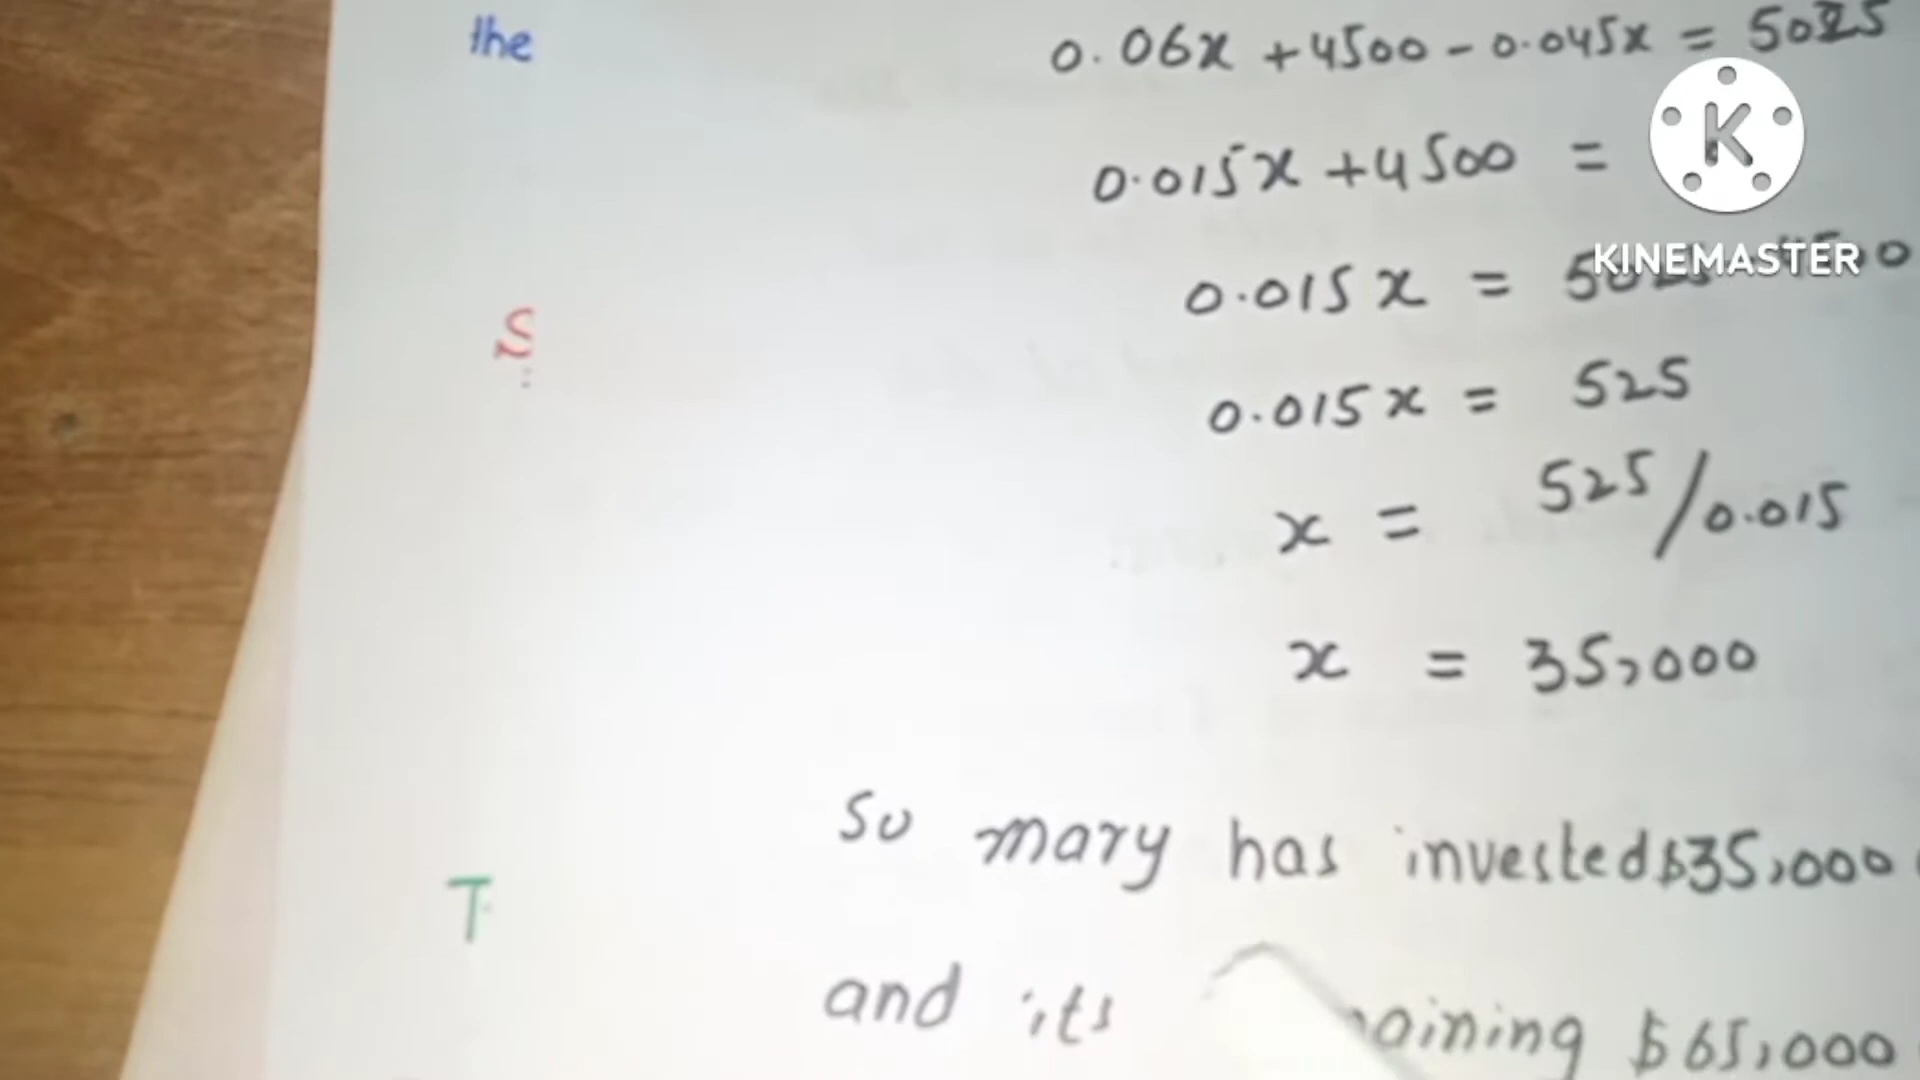 the
0.06x + 4500 - 0.045x = 5025
0.015x + 4500 =
K
KINEMASTER
0.015x =
S
0.015x = 525
x = 525/0.015
x = 35,000
So mary has invested $35,000
T
and its $65,000